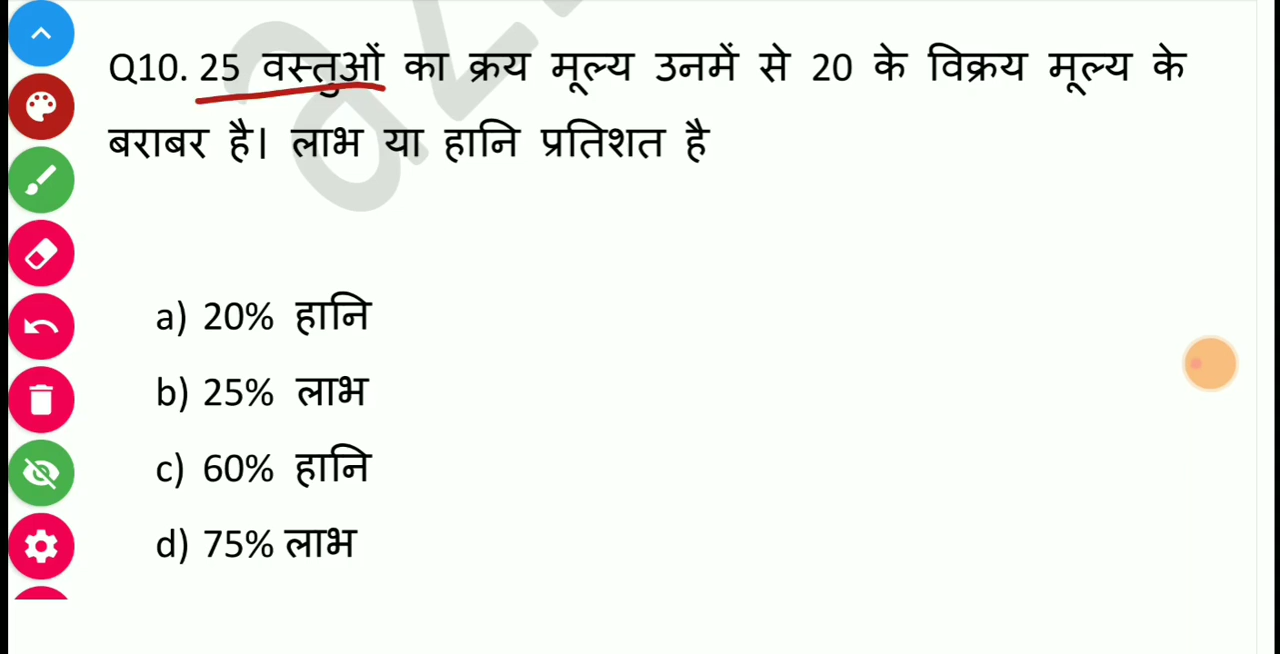 Q10. 25 वस्तुओं का क्रय मूल्य उनमें से 20 के विक्रय मूल्य के
बराबर है। लाभ या हानि प्रतिशत है
a) 20% हानि
b) 25% लाभ
c) 60% हानि
d) 75% लाभ